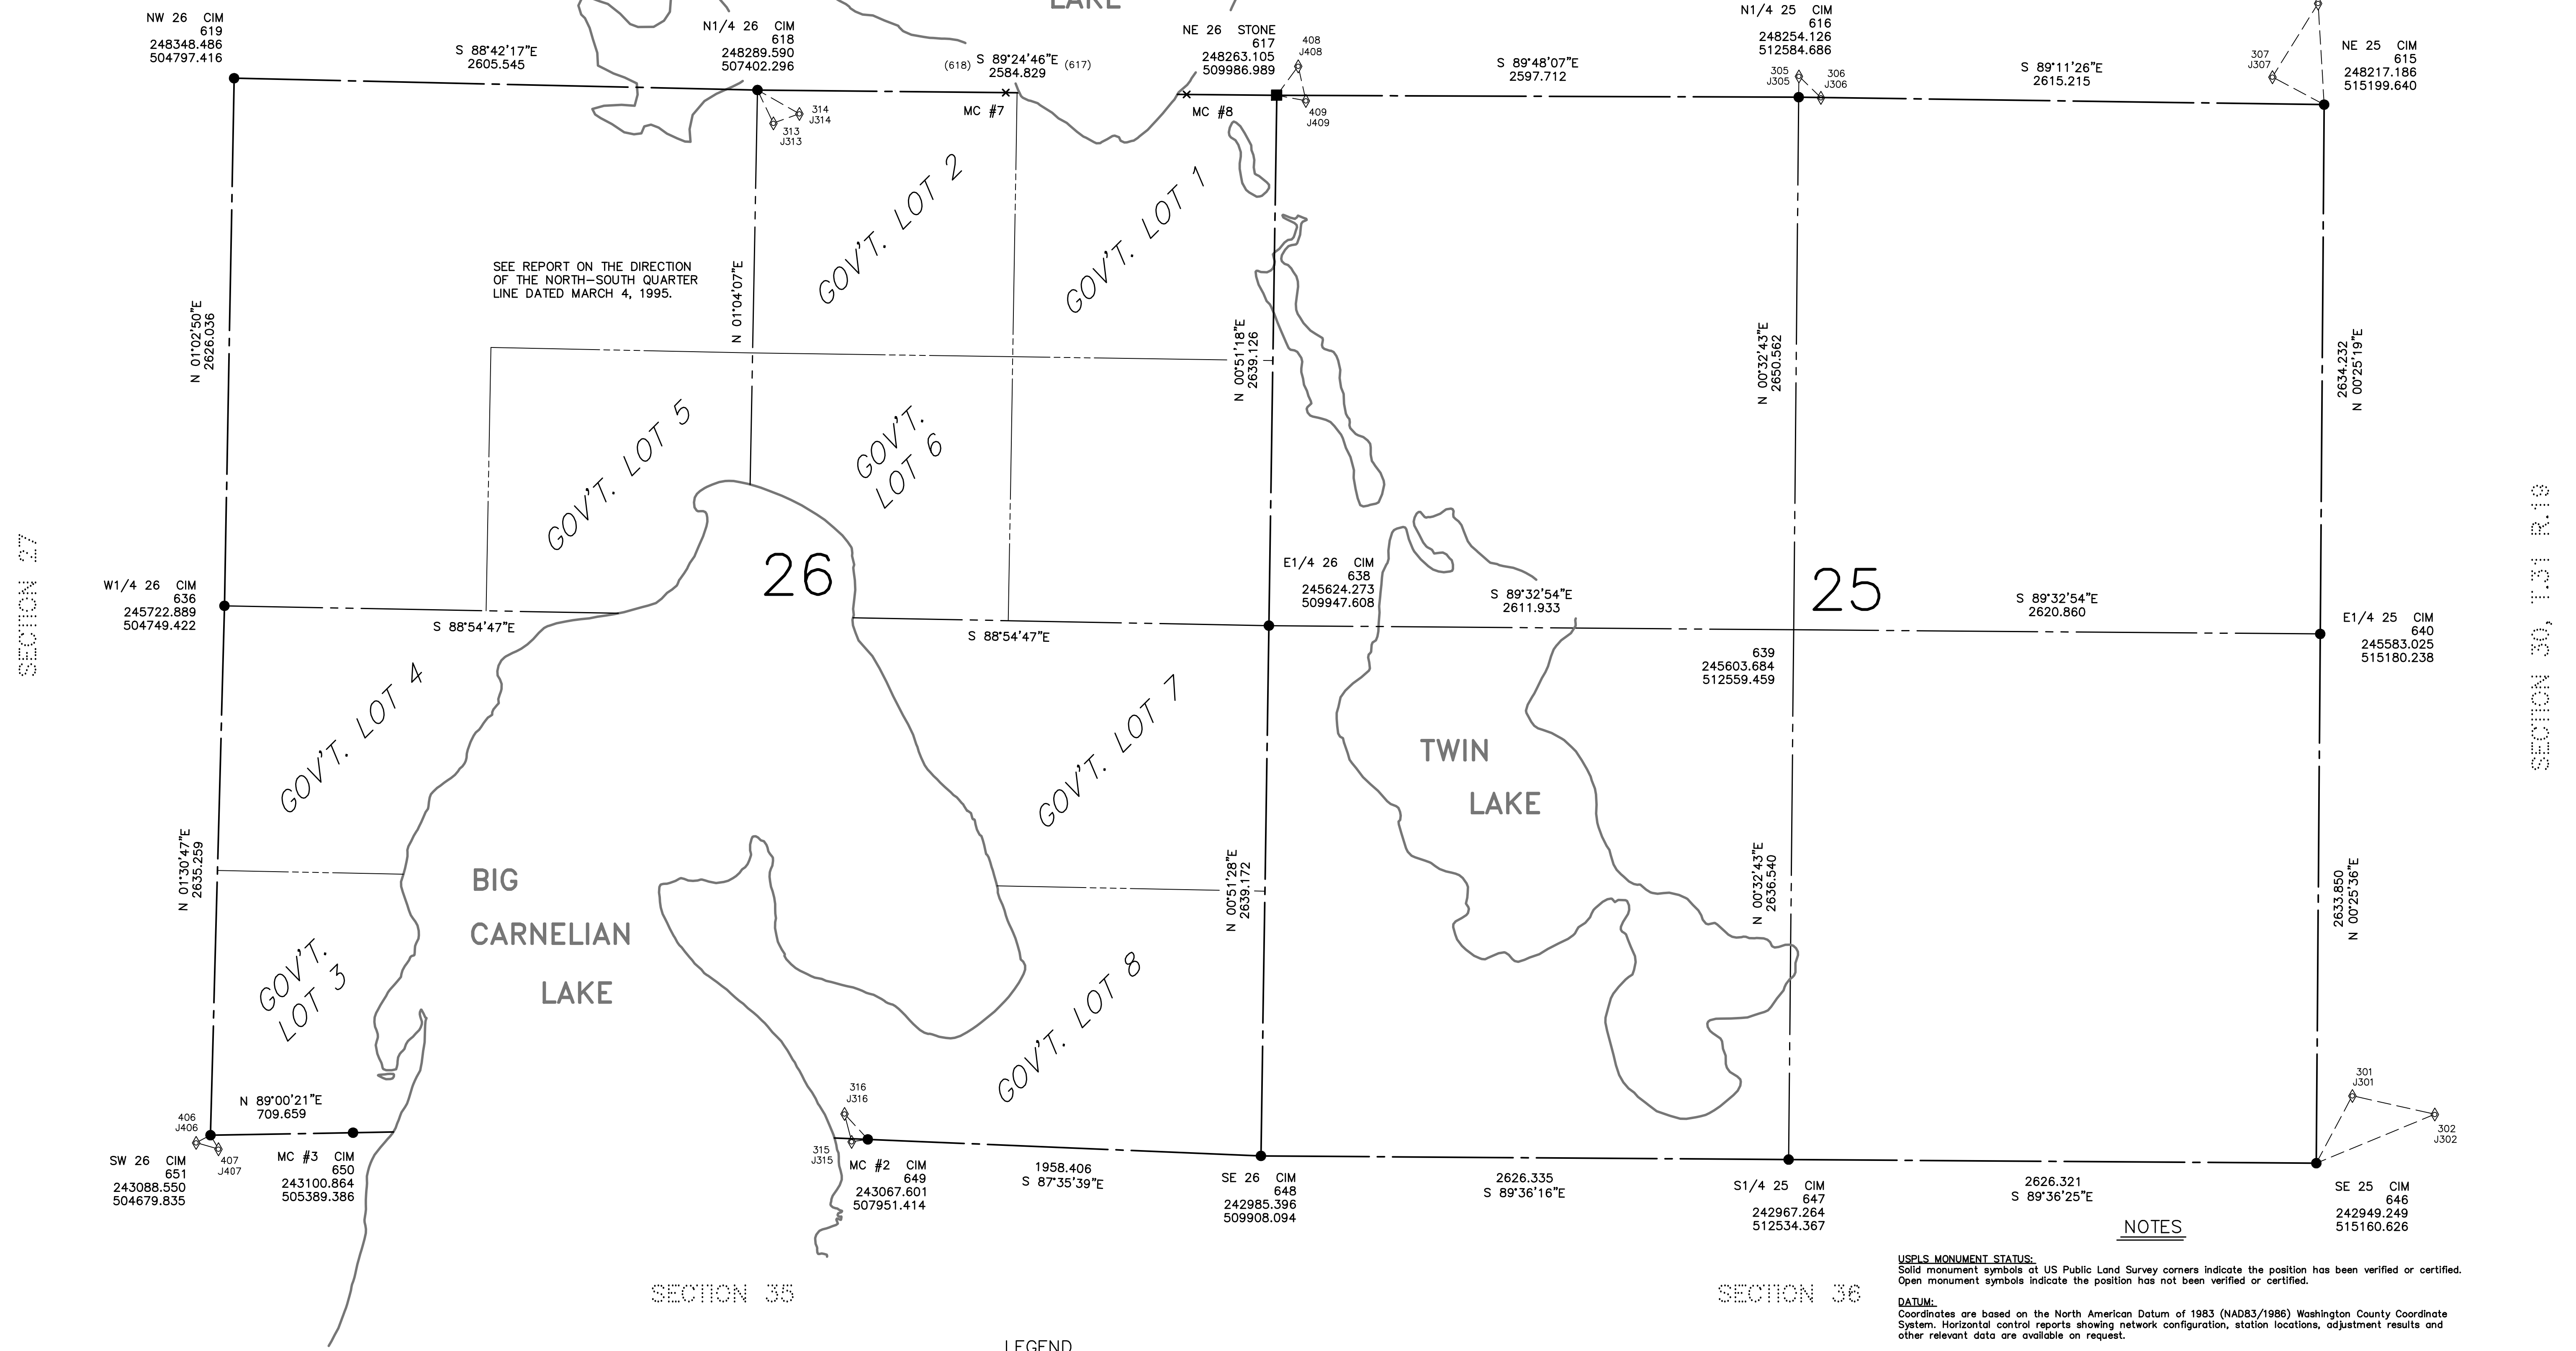 LAKE
NW 26 CIM
619
248348.486
504797.416
S 88°42'17"E
2605.545
N1/4 26 CIM
618
248289.590
507402.296
(618) S 89°24'46"E (617)
2584.829
NE 26 STONE
617
248263.105
509986.989
408
J408
S 89°48'07"E
2597.712
N1/4 25 CIM
616
248254.126
512584.686
305
J305
306
J306
S 89°11'26"E
2615.215
307
J307
NE 25 CIM
615
248217.186
515199.640
314
J314
313
J313
MC #7
MC #8
409
J409
GOV'T. LOT 2
GOV'T. LOT 1
SEE REPORT ON THE DIRECTION
OF THE NORTH-SOUTH QUARTER
LINE DATED MARCH 4, 1995.
N 01°02'50"E
2626.036
N 01°04'07"E
N 00°51'18"E
2639.126
N 00°32'43"E
2650.562
2634.232
N 00°25'19"E
GOV'T. LOT 5
GOV'T.
LOT 6
SECTION 27
SECTION 30, T.31 R.19
26
25
W1/4 26 CIM
636
245722.889
504749.422
S 88°54'47"E
S 88°54'47"E
E1/4 26 CIM
638
245624.273
509947.608
S 89°32'54"E
2611.933
S 89°32'54"E
2620.860
E1/4 25 CIM
640
245583.025
515180.238
639
245603.684
512559.459
GOV'T. LOT 4
GOV'T. LOT 7
TWIN
LAKE
N 01°30'47"E
2635.259
BIG
CARNELIAN
LAKE
N 00°51'28"E
2639.172
N 00°32'43"E
2636.540
2633.850
N 00°25'36"E
GOV'T.
LOT 3
GOV'T. LOT 8
N 89°00'21"E
709.659
406
J406
407
J407
SW 26 CIM
651
243088.550
504679.835
MC #3 CIM
650
243100.864
505389.386
316
J316
315
J315
MC #2 CIM
649
243067.601
507951.414
1958.406
S 87°35'39"E
SE 26 CIM
648
242985.396
509908.094
2626.335
S 89°36'16"E
S1/4 25 CIM
647
242967.264
512534.367
2626.321
S 89°36'25"E
301
J301
302
J302
SE 25 CIM
646
242949.249
515160.626
SECTION 35
SECTION 36
LEGEND
NOTES
USPLS MONUMENT STATUS:
Solid monument symbols at US Public Land Survey corners indicate the position has been verified or certified.
Open monument symbols indicate the position has not been verified or certified.
DATUM:
Coordinates are based on the North American Datum of 1983 (NAD83/1986) Washington County Coordinate
System. Horizontal control reports showing network configuration, station locations, adjustment results and
other relevant data are available on request.